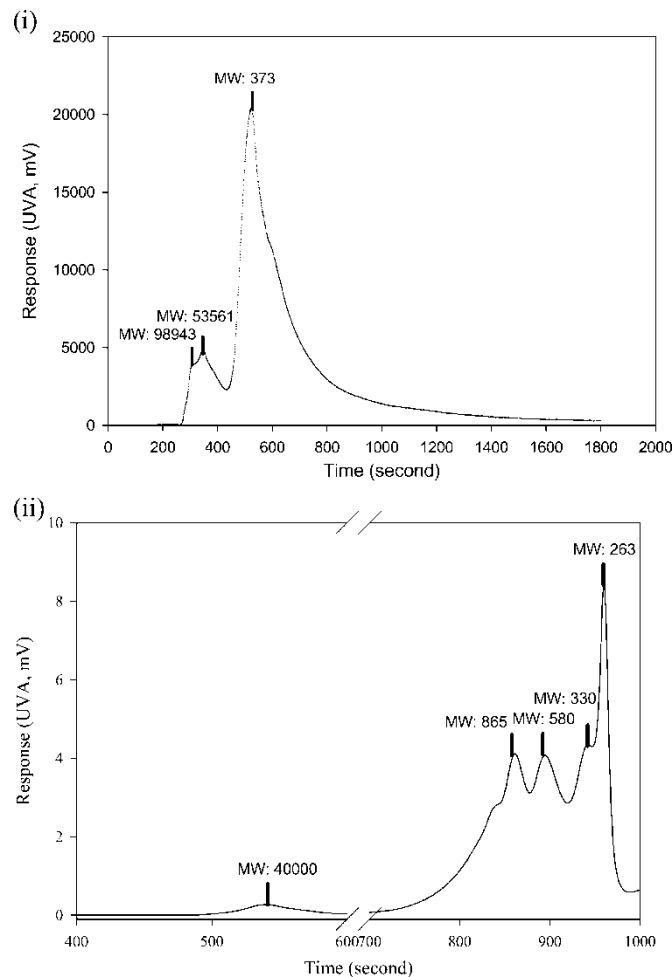 (i)
25000
MW: 373
20000
15000
10000
MW: 53561
MW: 98943
5000
0
Response (UVA, mV)
0 200 400 600 800 1000 1200 1400 1600 1800 2000
Time (second)
(ii)
10
MW: 263
8
6
MW: 330
MW: 865 MW: 580
4
2
MW: 40000
0
Response (UVA, mV)
400 500 600 700 800 900 1000
Time (second)